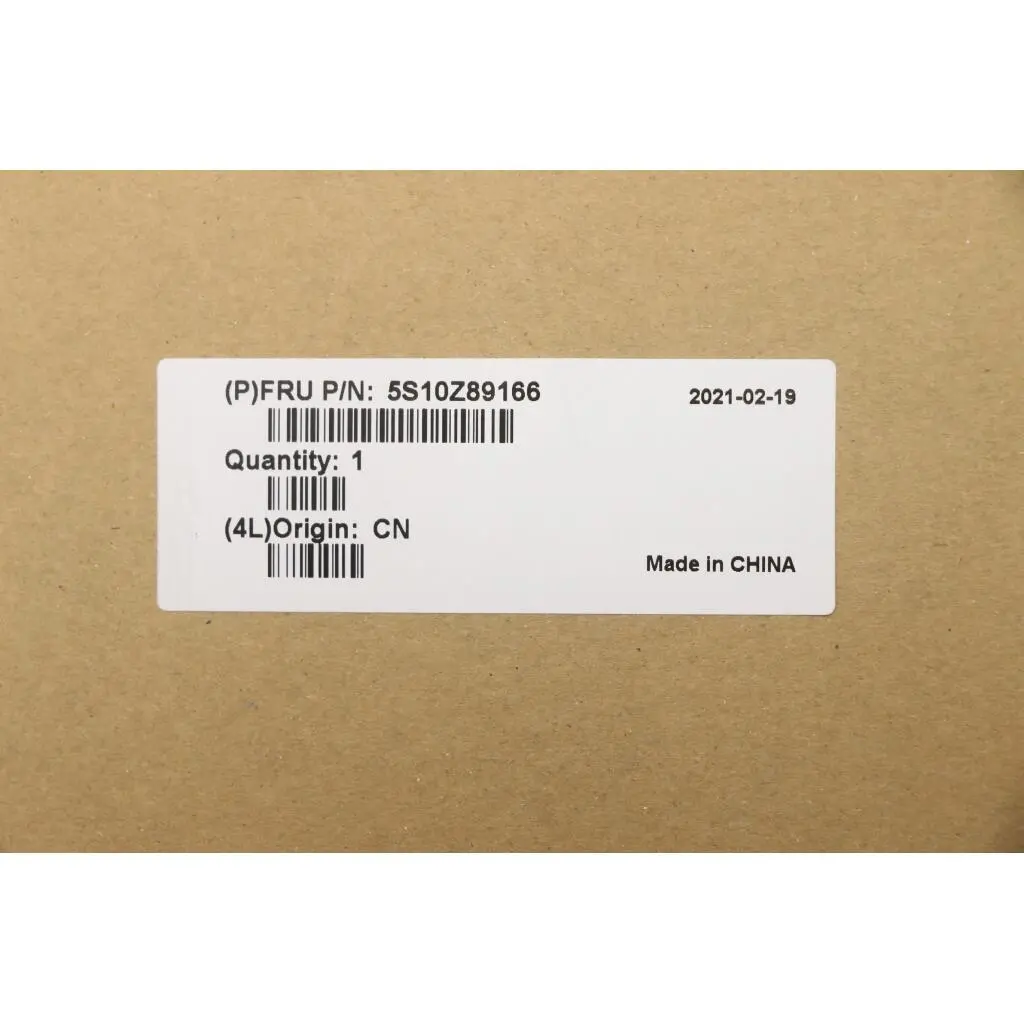 (P)FRU P/N: 5S10Z89166
2021-02-19
Quantity: 1
(4L)Origin: CN
Made in CHINA